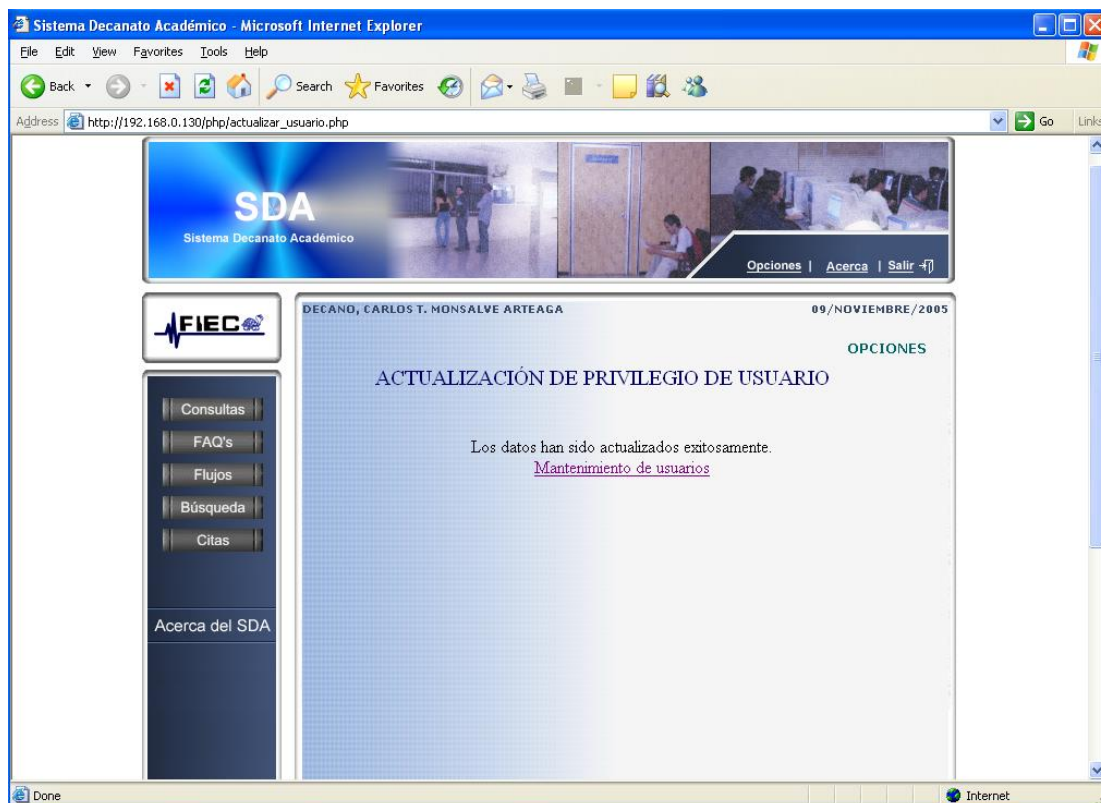 Sistema Decanato Académico - Microsoft Internet Explorer
File Edit View Favorites Tools Help
Back Search Favorites
Address http://192.168.0.130/php/actualizar_usuario.php Go Links
SDA
Sistema Decanato Académico
Opciones | Acerca | Salir
FIEC
DECANO, CARLOS T. MONSALVE ARTEAGA 09/NOVIEMBRE/2005
OPCIONES
ACTUALIZACIÓN DE PRIVILEGIO DE USUARIO
Los datos han sido actualizados exitosamente.
Mantenimiento de usuarios
Consultas
FAQ's
Flujos
Búsqueda
Citas
Acerca del SDA
Done Internet